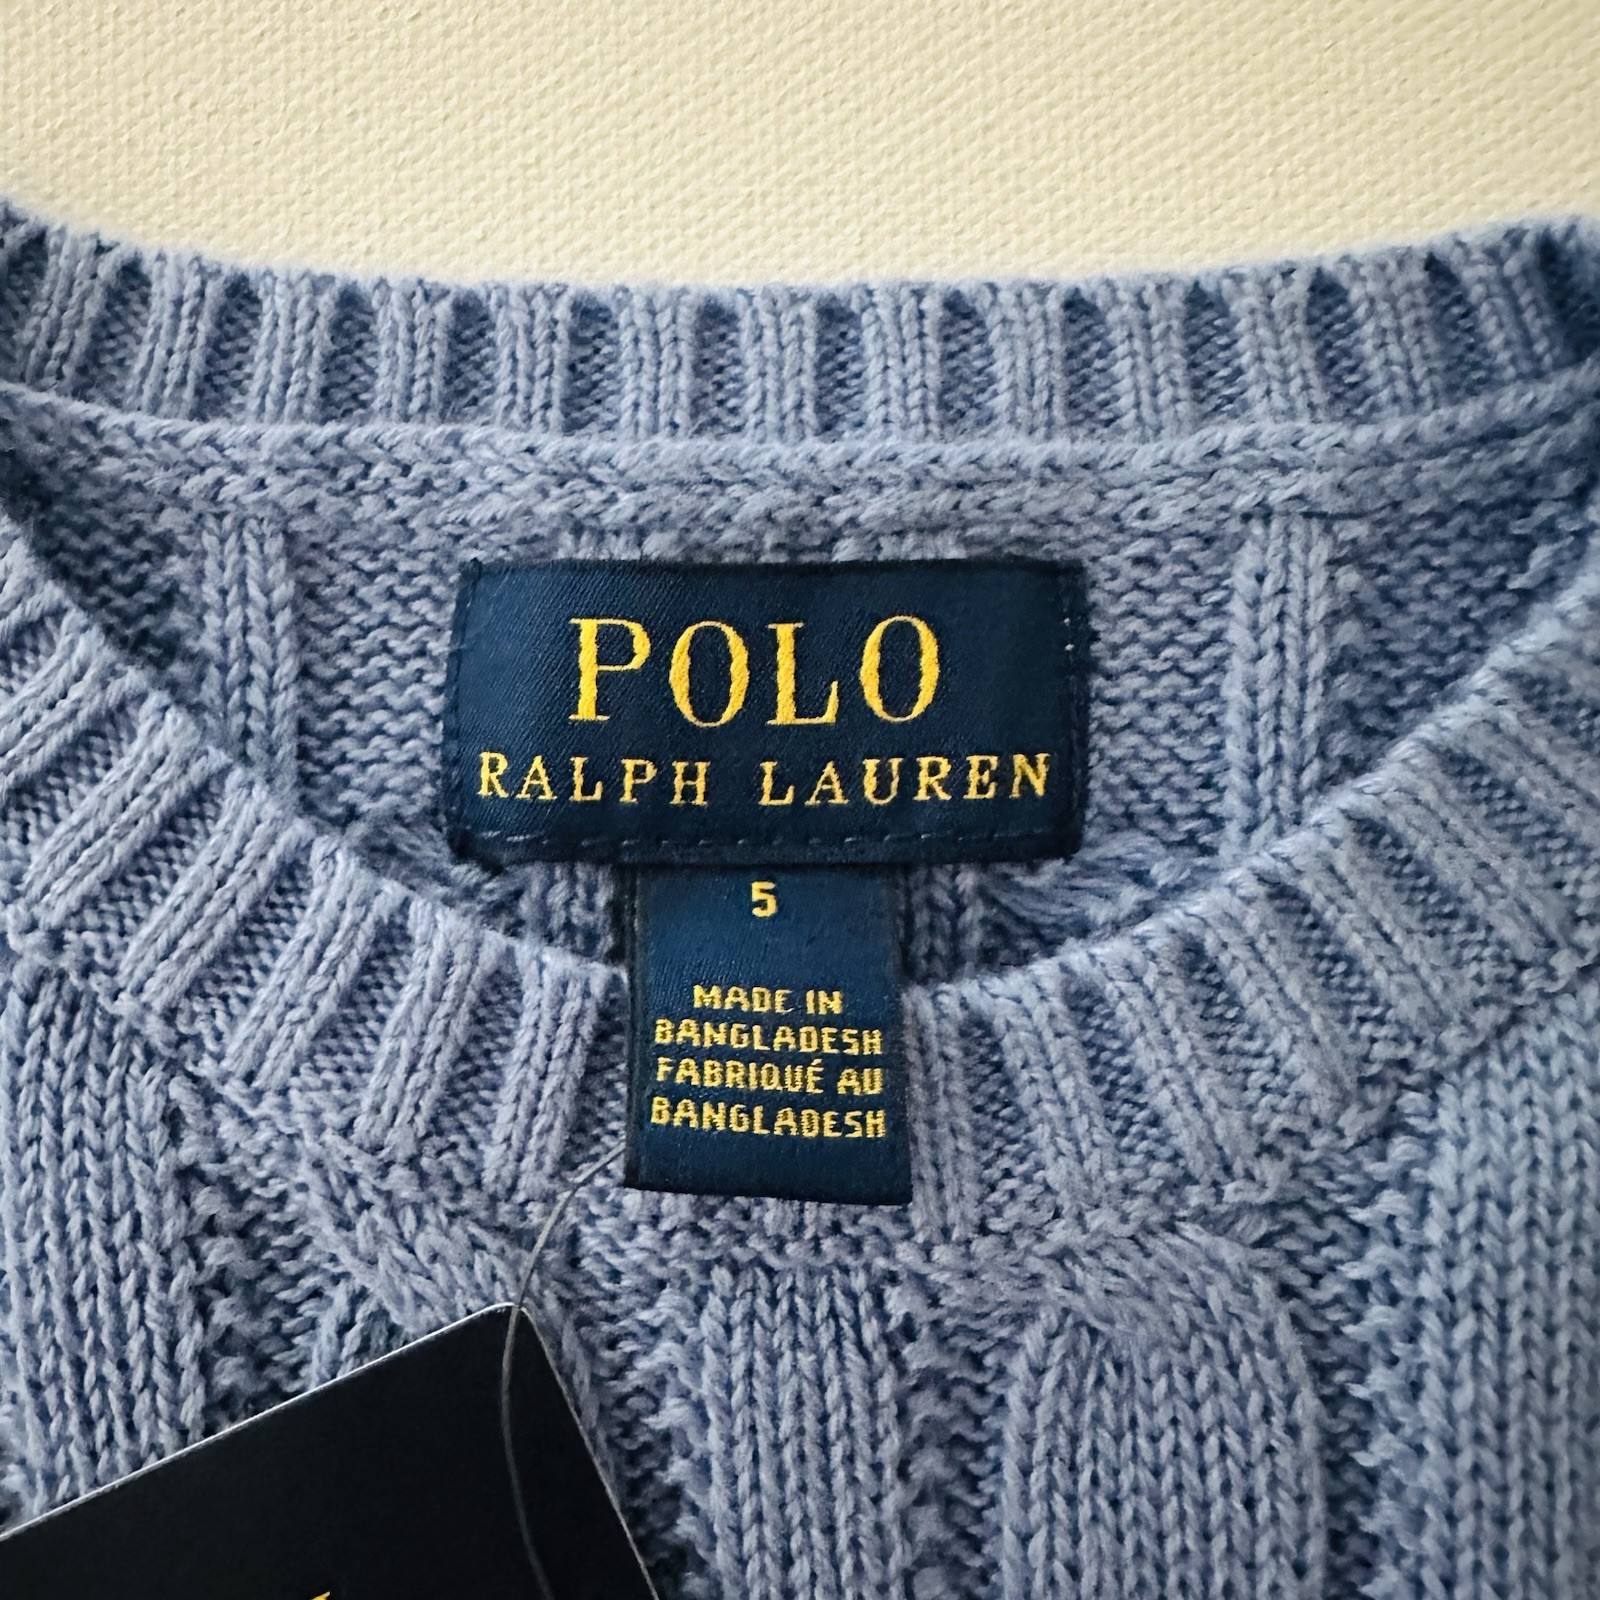 POLO
RALPH LAUREN
5
MADE IN
BANGLADESH
FABRIQUÉ AU
BANGLADESH